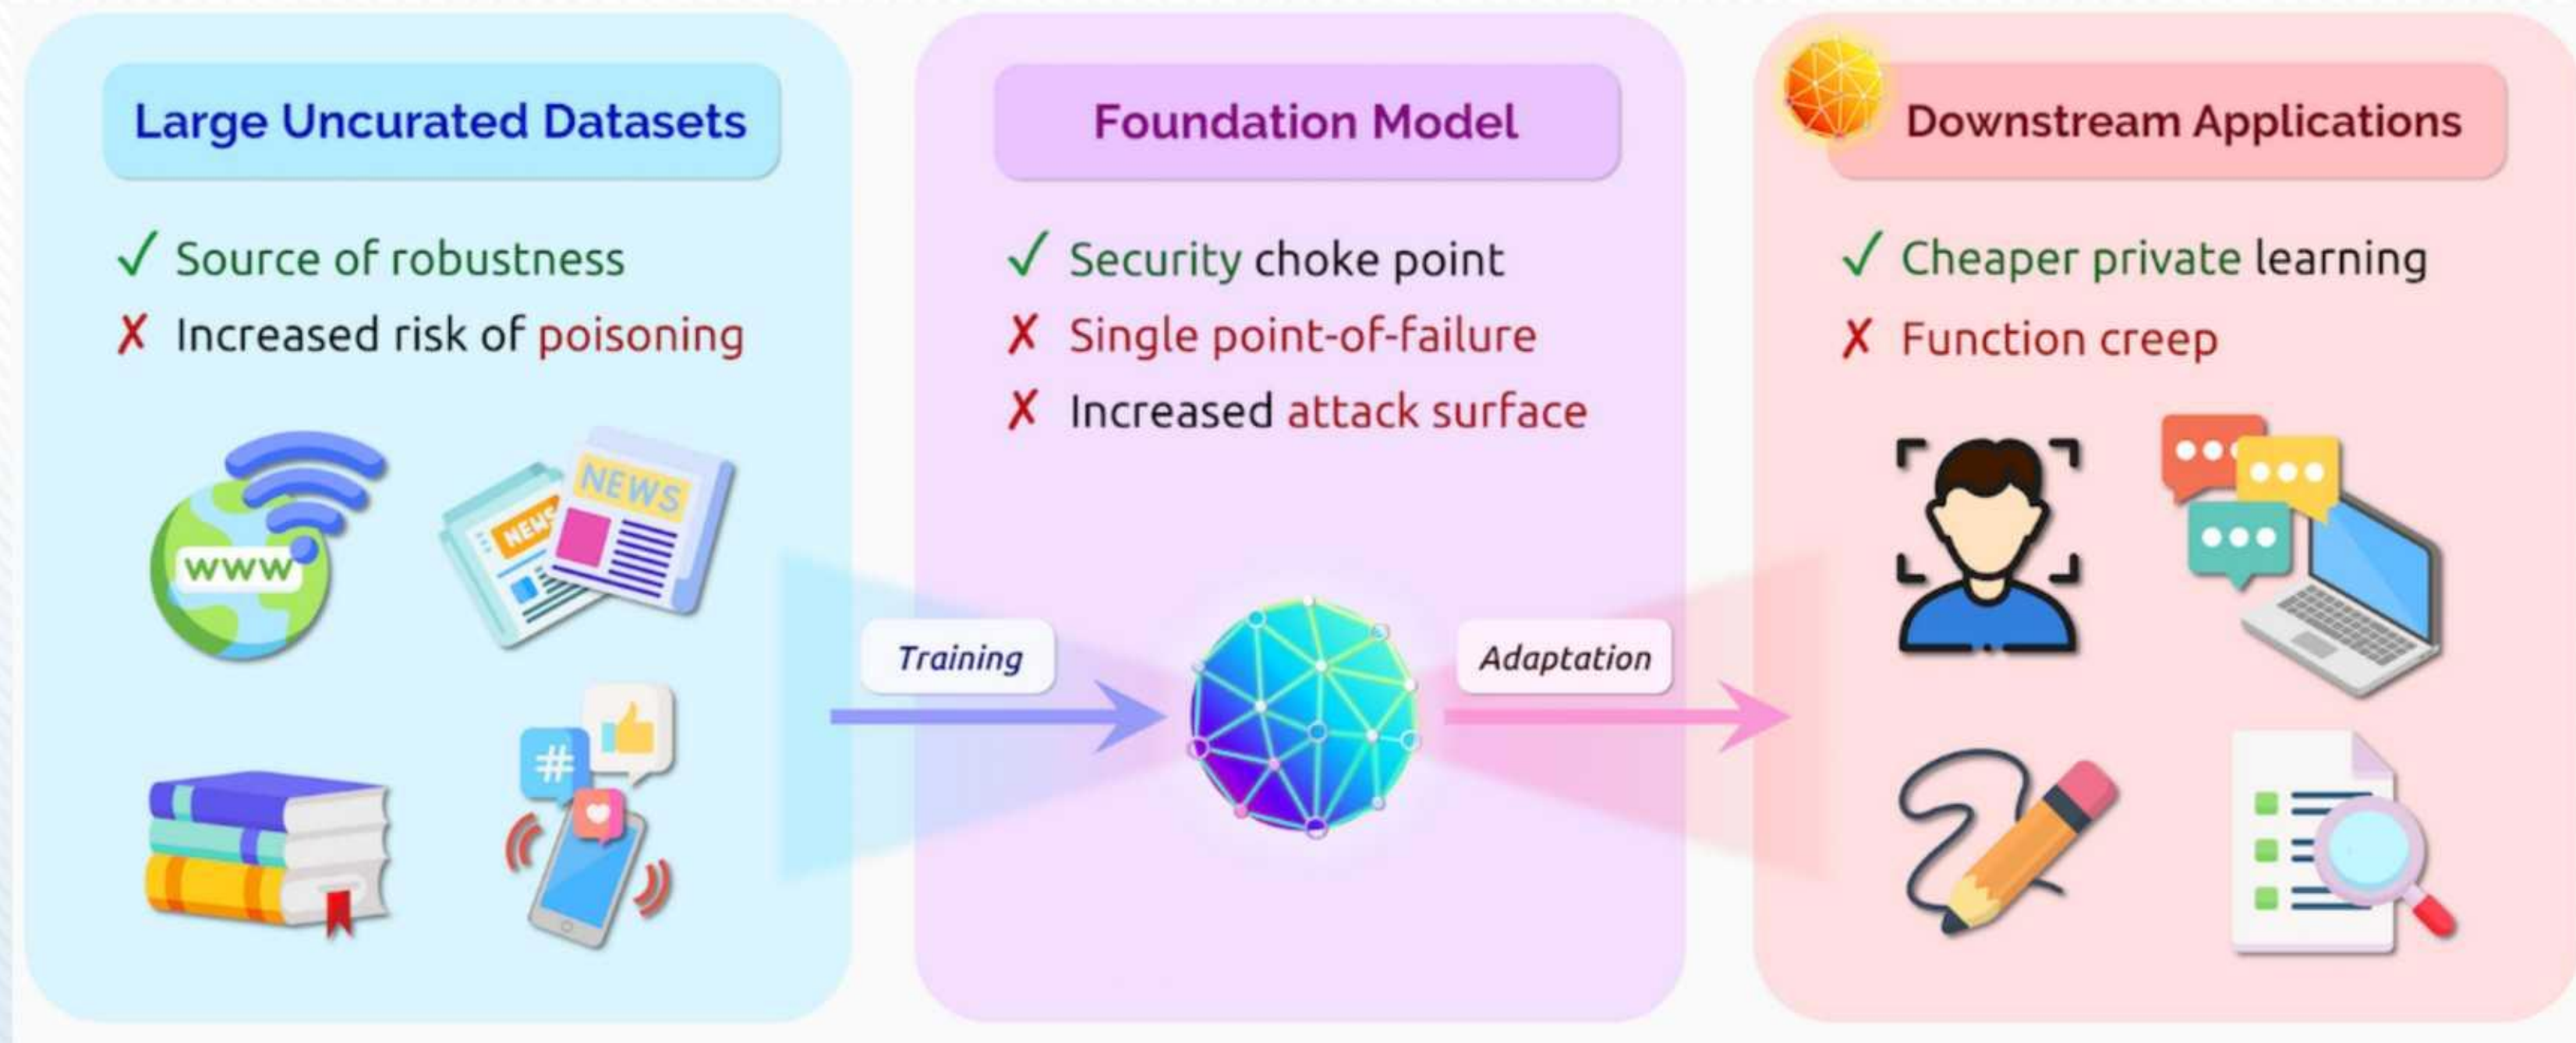 Large Uncurated Datasets
✓ Source of robustness
✗ Increased risk of poisoning
WWW
NEWS
NEWS
#
Training
Foundation Model
✓ Security choke point
✗ Single point-of-failure
✗ Increased attack surface
Adaptation
Downstream Applications
✓ Cheaper private learning
✗ Function creep